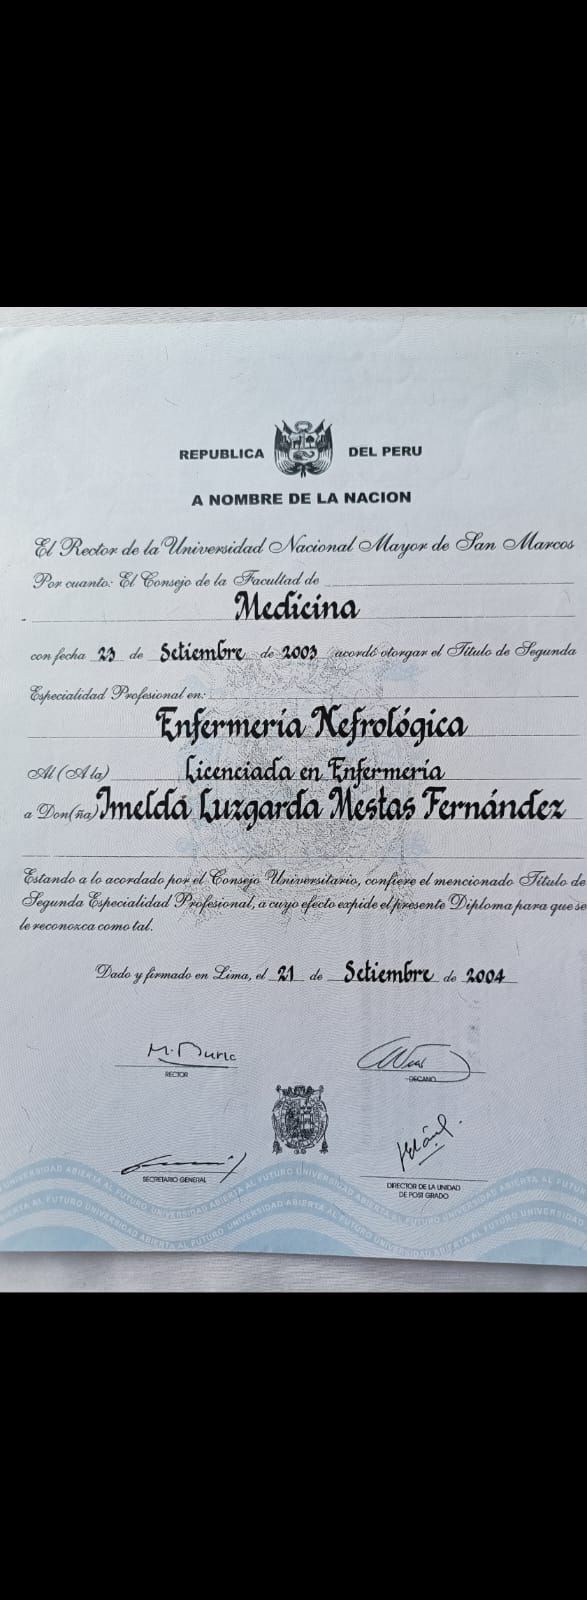 REPUBLICA DEL PERU
A NOMBRE DE LA NACION
El Rector de la Universidad Nacional Mayor de San Marcos
Por cuanto: El Consejo de la Facultad de
Medicina
con fecha 23 de Setiembre de 2003 acordó otorgar el Título de Segunda
Especialidad Profesional en:
Enfermería Nefrológica
Al (A la) Licenciada en Enfermería
a Don(ña) Imelda Luzgarda Mestas Fernández
Estando a lo acordado por el Consejo Universitario, confiere el mencionado Título de
Segunda Especialidad Profesional, a cuyo efecto expide el presente Diploma para que se
le reconozca como tal.
Dado y firmado en Lima, el 21 de Setiembre de 2004
RECTOR
DECANO
SECRETARIO GENERAL
DIRECTOR DE LA UNIDAD
DE POST GRADO
UNIVERSIDAD ABIERTA AL FUTURO